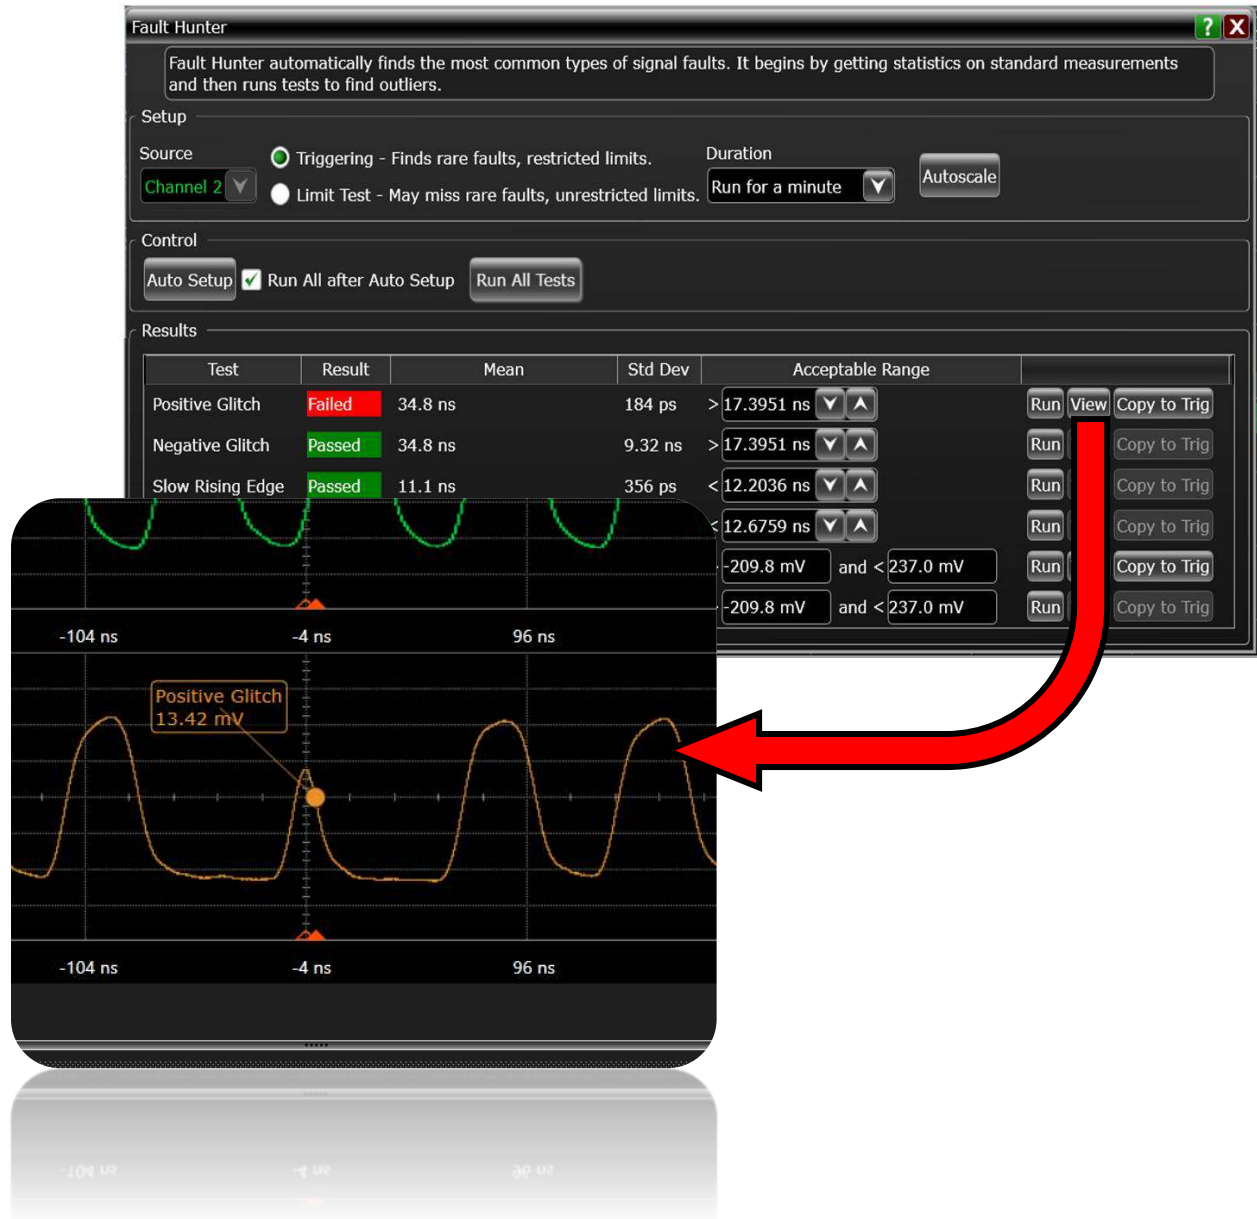 Fault Hunter
? X
Fault Hunter automatically finds the most common types of signal faults. It begins by getting statistics on standard measurements
and then runs tests to find outliers.
Setup
Source
Channel 2
Triggering - Finds rare faults, restricted limits.
Limit Test - May miss rare faults, unrestricted limits.
Duration
Run for a minute
Autoscale
Control
Auto Setup Run All after Auto Setup Run All Tests
Results
Test Result Mean Std Dev Acceptable Range
Positive Glitch Failed 34.8 ns 184 ps > 17.3951 ns Run View Copy to Trig
Negative Glitch Passed 34.8 ns 9.32 ns > 17.3951 ns Run Copy to Trig
Slow Rising Edge Passed 11.1 ns 356 ps < 12.2036 ns Run Copy to Trig
< 12.6759 ns Run Copy to Trig
-209.8 mV and < 237.0 mV Run Copy to Trig
-209.8 mV and < 237.0 mV Run Copy to Trig
-104 ns -4 ns 96 ns
Positive Glitch
13.42 mV
-104 ns -4 ns 96 ns
-104 ns -4 ns 96 ns